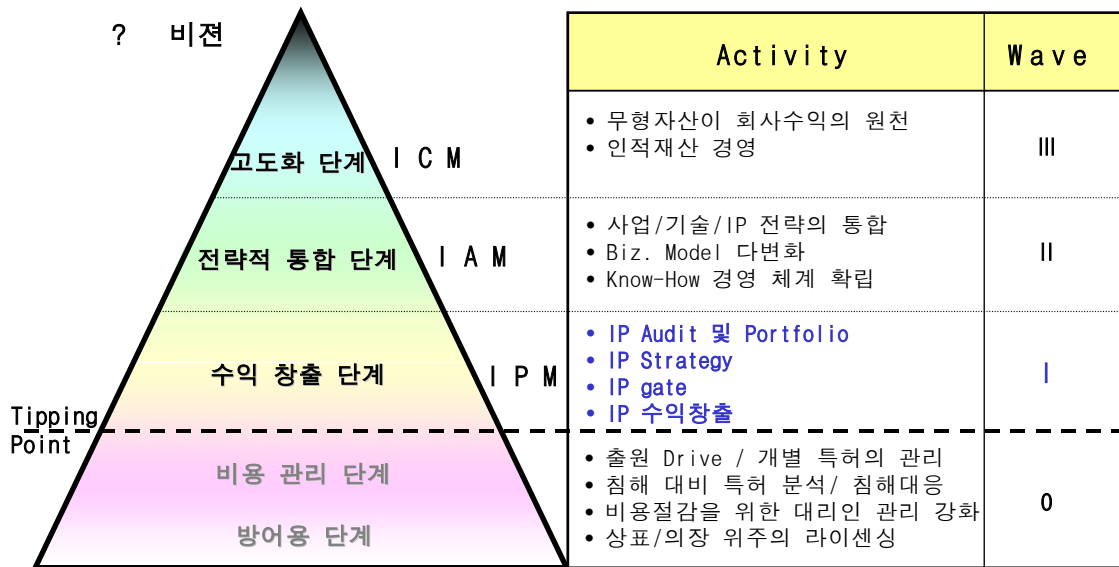 ? 비젼
Activity
Wave
고도화 단계
I C M
• 무형자산이 회사수익의 원천
• 인적재산 경영
III
전략적 통합 단계
I A M
• 사업/기술/IP 전략의 통합
• Biz. Model 다변화
• Know-How 경영 체계 확립
II
수익 창출 단계
I P M
• IP Audit 및 Portfolio
• IP Strategy
• IP gate
• IP 수익창출
I
Tipping
Point
비용 관리 단계
방어용 단계
• 출원 Drive / 개별 특허의 관리
• 침해 대비 특허 분석/ 침해대응
• 비용절감을 위한 대리인 관리 강화
• 상표/의장 위주의 라이센싱
0